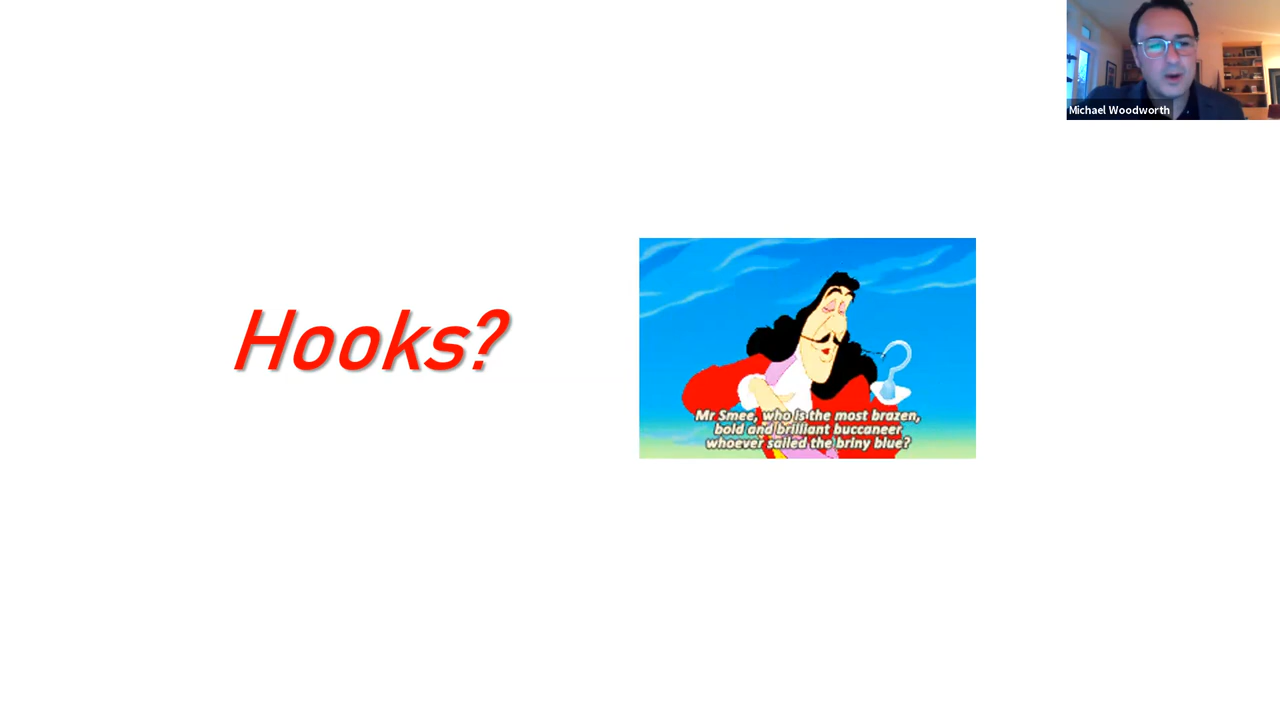 Michael Woodworth
Hooks?
Mr Smee, who is the most brazen,
bold and brilliant buccaneer
whoever sailed the briny blue?